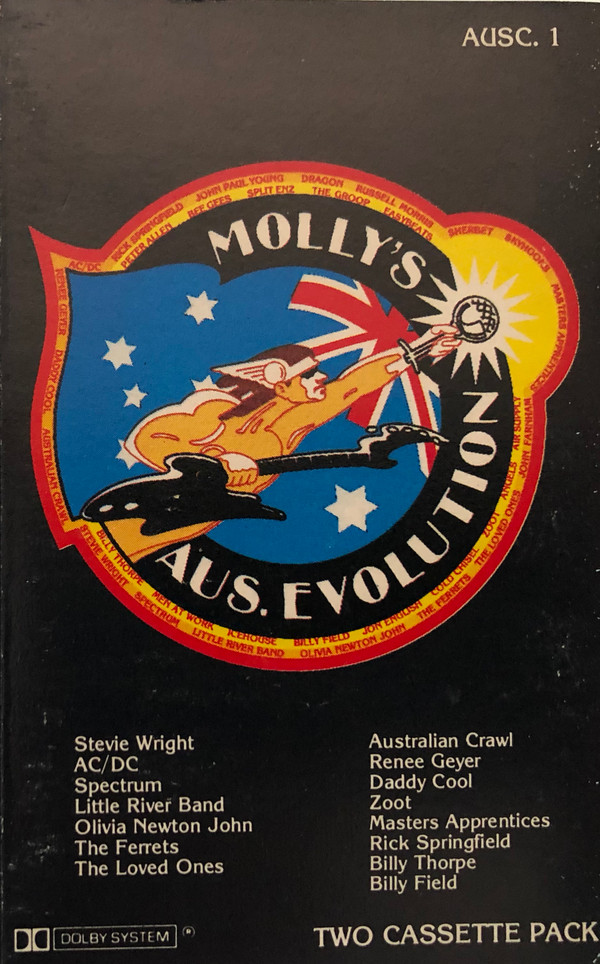 AUSC. 1
MOLLY'S
AUS. EVOLUTION
AC/DC
RICK SPRINGFIELD
JOHN PAUL YOUNG
DRAGON
RUSSELL MORRIS
PETER ALLEN
BEE GEES
SPLIT ENZ
THE GROOP
EASYBEATS
SHERBET
SKYHOOKS
MASTERS APPRENTICES
AIR SUPPLY
JOHN FARNHAM
ANGELS
THE LOVED ONES
ZOOT
COLD CHISEL
THE FERRETS
JON ENGLISH
OLIVIA NEWTON JOHN
BILLY FIELD
LITTLE RIVER BAND
ICEHOUSE
MEN AT WORK
SPECTRUM
BILLY THORPE
STEVIE WRIGHT
AUSTRALIAN CRAWL
DADDY COOL
RENEE GEYER
Stevie Wright
AC/DC
Spectrum
Little River Band
Olivia Newton John
The Ferrets
The Loved Ones
Australian Crawl
Renee Geyer
Daddy Cool
Zoot
Masters Apprentices
Rick Springfield
Billy Thorpe
Billy Field
DOLBY SYSTEM ®
TWO CASSETTE PACK